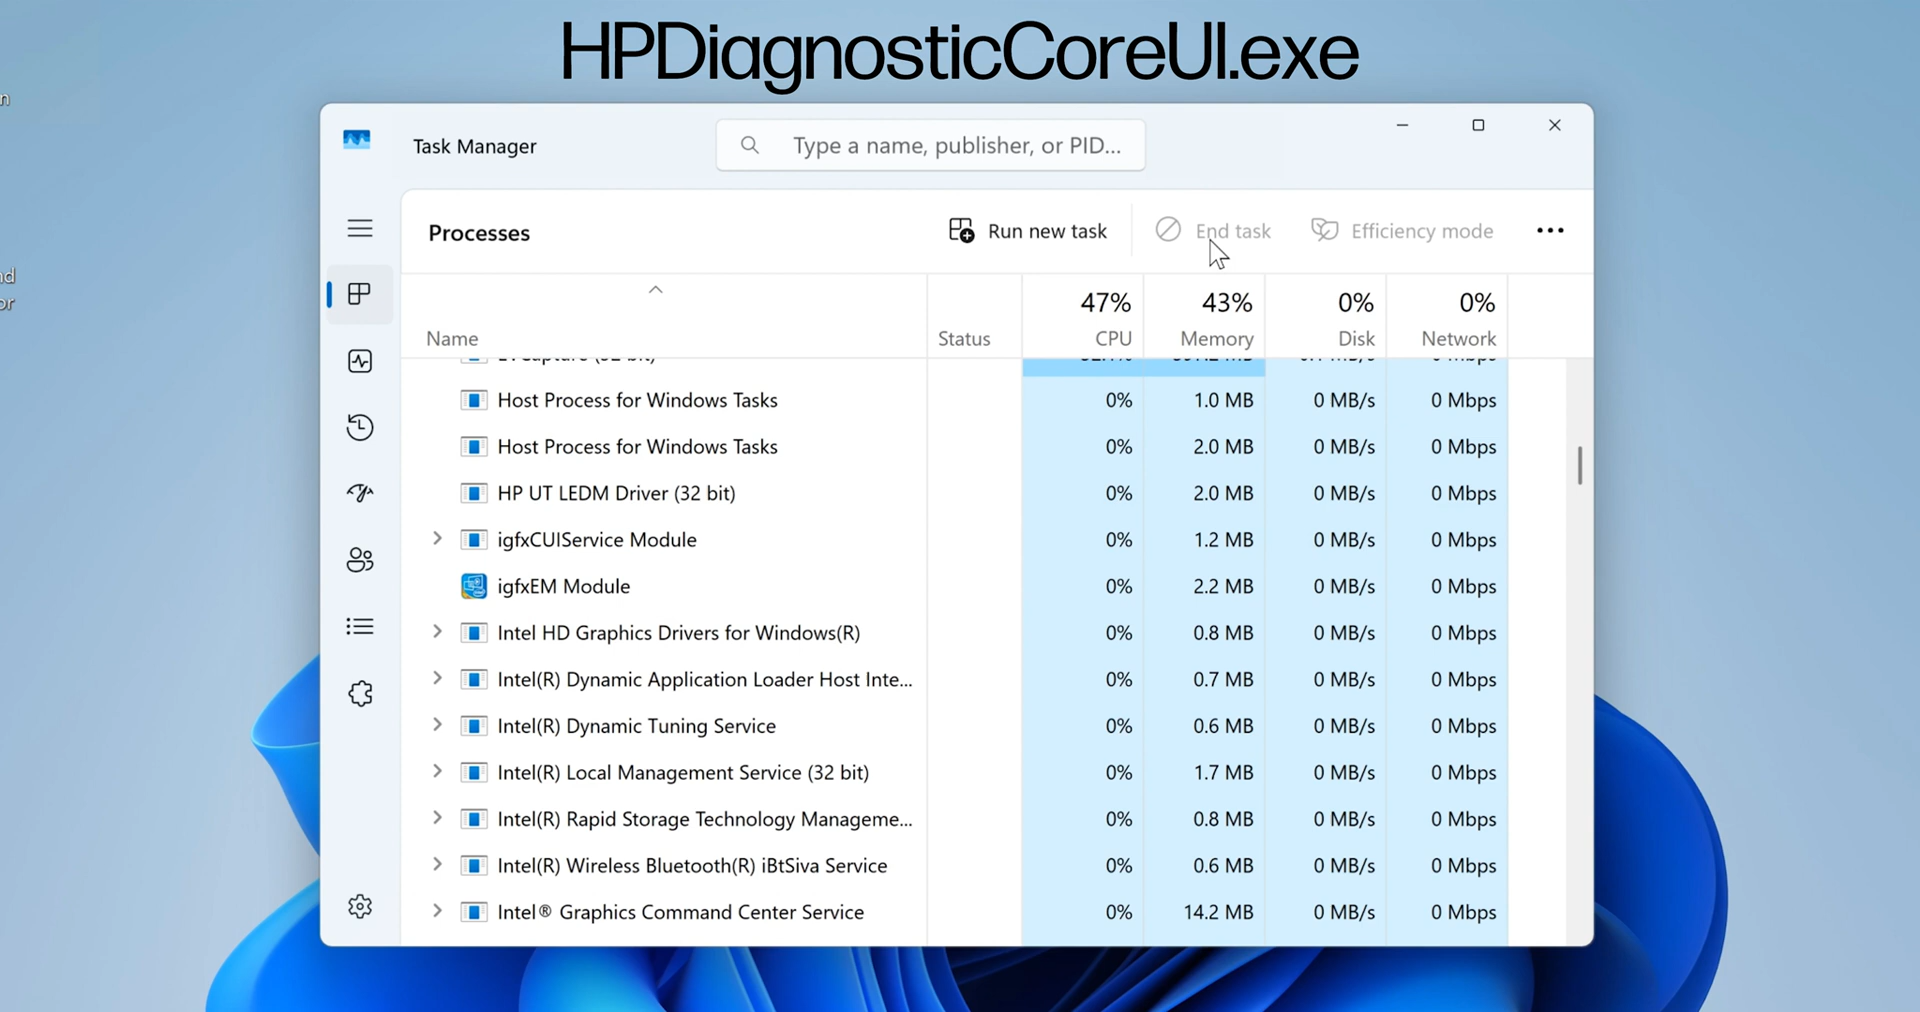 HPDiagnosticCoreUI.exe
Task Manager
Type a name, publisher, or PID...
Processes
Run new task
End task
Efficiency mode
47% 43% 0% 0%
Name Status CPU Memory Disk Network
Host Process for Windows Tasks 0% 1.0 MB 0 MB/s 0 Mbps
Host Process for Windows Tasks 0% 2.0 MB 0 MB/s 0 Mbps
HP UT LEDM Driver (32 bit) 0% 2.0 MB 0 MB/s 0 Mbps
igfxCUIService Module 0% 1.2 MB 0 MB/s 0 Mbps
igfxEM Module 0% 2.2 MB 0 MB/s 0 Mbps
Intel HD Graphics Drivers for Windows(R) 0% 0.8 MB 0 MB/s 0 Mbps
Intel(R) Dynamic Application Loader Host Inte... 0% 0.7 MB 0 MB/s 0 Mbps
Intel(R) Dynamic Tuning Service 0% 0.6 MB 0 MB/s 0 Mbps
Intel(R) Local Management Service (32 bit) 0% 1.7 MB 0 MB/s 0 Mbps
Intel(R) Rapid Storage Technology Manageme... 0% 0.8 MB 0 MB/s 0 Mbps
Intel(R) Wireless Bluetooth(R) iBtSiva Service 0% 0.6 MB 0 MB/s 0 Mbps
Intel® Graphics Command Center Service 0% 14.2 MB 0 MB/s 0 Mbps